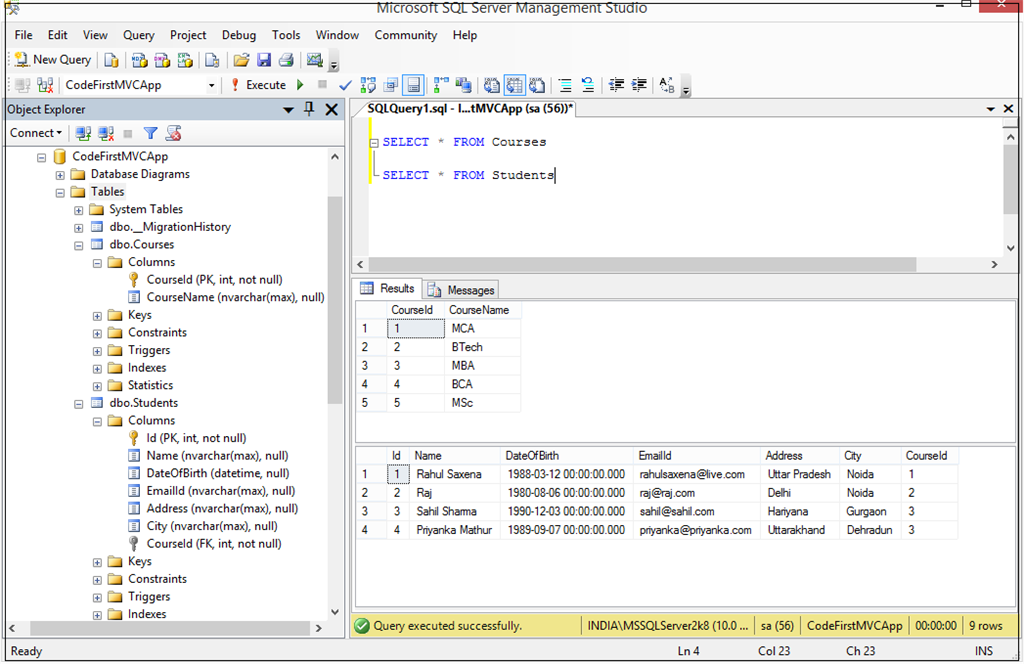 Microsoft SQL Server Management Studio
File Edit View Query Project Debug Tools Window Community Help
New Query
CodeFirstMVCApp Execute
Object Explorer
Connect
CodeFirstMVCApp
Database Diagrams
Tables
System Tables
dbo.__MigrationHistory
dbo.Courses
Columns
CourseId (PK, int, not null)
CourseName (nvarchar(max), null)
Keys
Constraints
Triggers
Indexes
Statistics
dbo.Students
Columns
Id (PK, int, not null)
Name (nvarchar(max), null)
DateOfBirth (datetime, null)
EmailId (nvarchar(max), null)
Address (nvarchar(max), null)
City (nvarchar(max), null)
CourseId (FK, int, not null)
Keys
Constraints
Triggers
Indexes
SQLQuery1.sql - I...tMVCApp (sa (56))*
SELECT * FROM Courses
SELECT * FROM Students
Results Messages
CourseId CourseName
1 1 MCA
2 2 BTech
3 3 MBA
4 4 BCA
5 5 MSc
Id Name DateOfBirth EmailId Address City CourseId
1 1 Rahul Saxena 1988-03-12 00:00:00.000 rahulsaxena@live.com Uttar Pradesh Noida 1
2 2 Raj 1980-08-06 00:00:00.000 raj@raj.com Delhi Noida 2
3 3 Sahil Sharma 1990-12-03 00:00:00.000 sahil@sahil.com Hariyana Gurgaon 3
4 4 Priyanka Mathur 1989-09-07 00:00:00.000 priyanka@priyanka.com Uttarakhand Dehradun 3
Query executed successfully. INDIA\MSSQLServer2k8 (10.0 ... sa (56) CodeFirstMVCApp 00:00:00 9 rows
Ready Ln 4 Col 23 Ch 23 INS